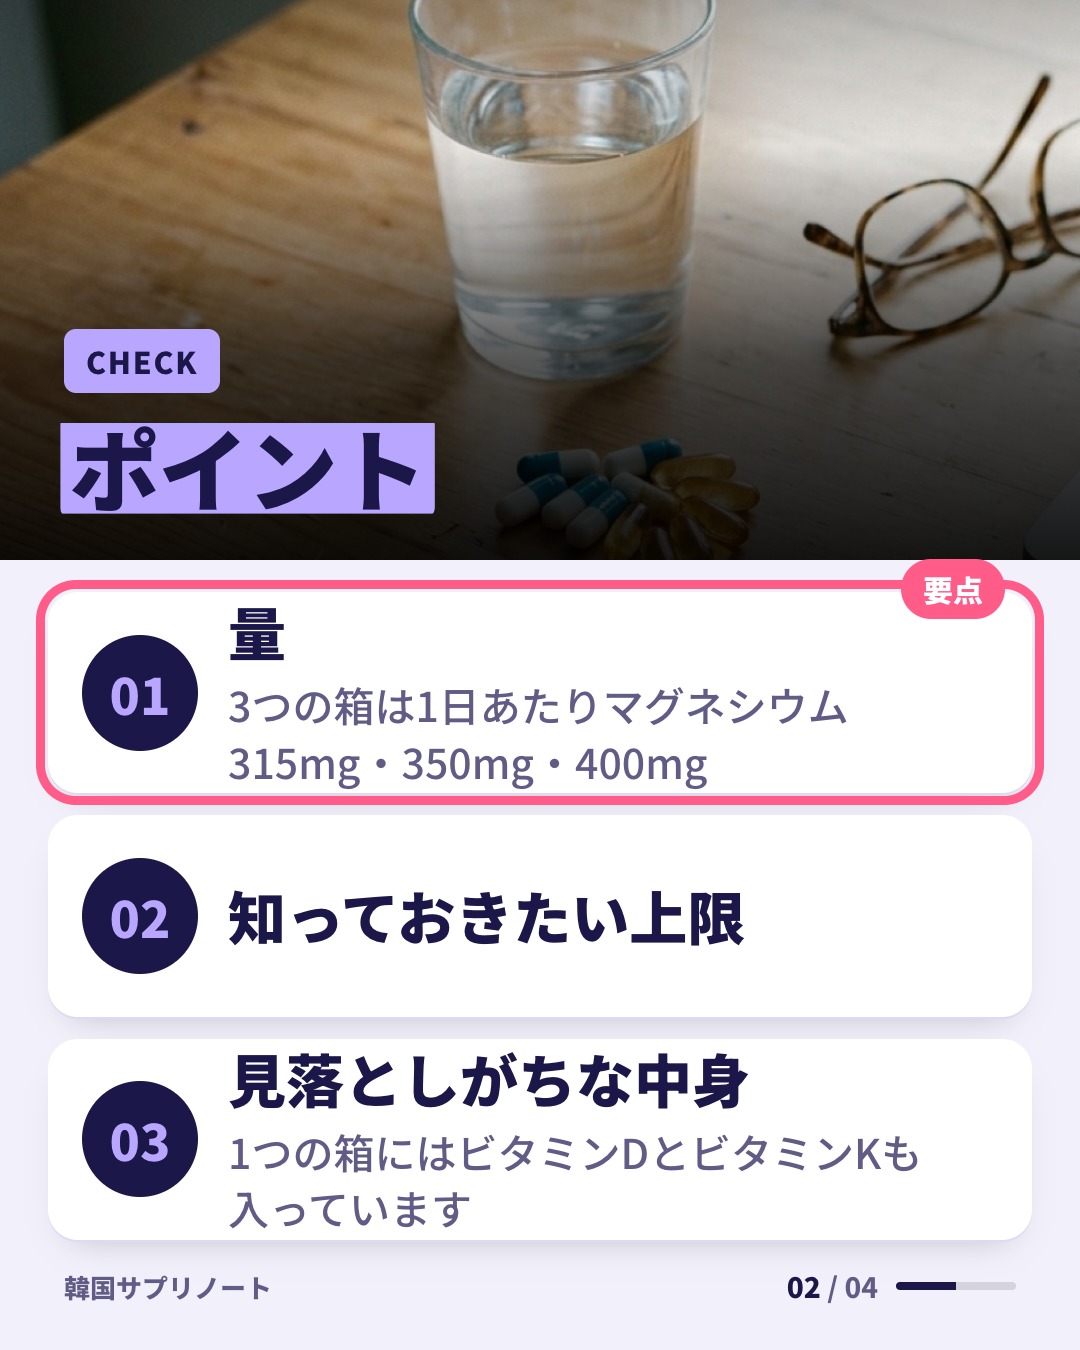 CHECK
ポイント
要点
01
量
3つの箱は1日あたりマグネシウム
315mg・350mg・400mg
02
知っておきたい上限
03
見落としがちな中身
1つの箱にはビタミンDとビタミンKも
入っています
韓国サプリノート
02 / 04